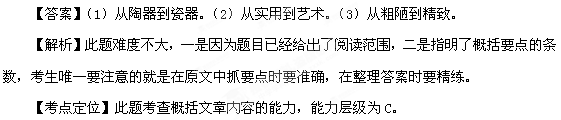 【答案】（1）从陶器到瓷器。（2）从实用到艺术。（3）从粗陋到精致。
【解析】此题难度不大，一是因为题目已经给出了阅读范围，二是指明了概括要点的条
数，考生唯一要注意的就是在原文中抓要点时要准确，在整理答案时要精练。
【考点定位】此题考查概括文章内容的能力，能力层级为 C。